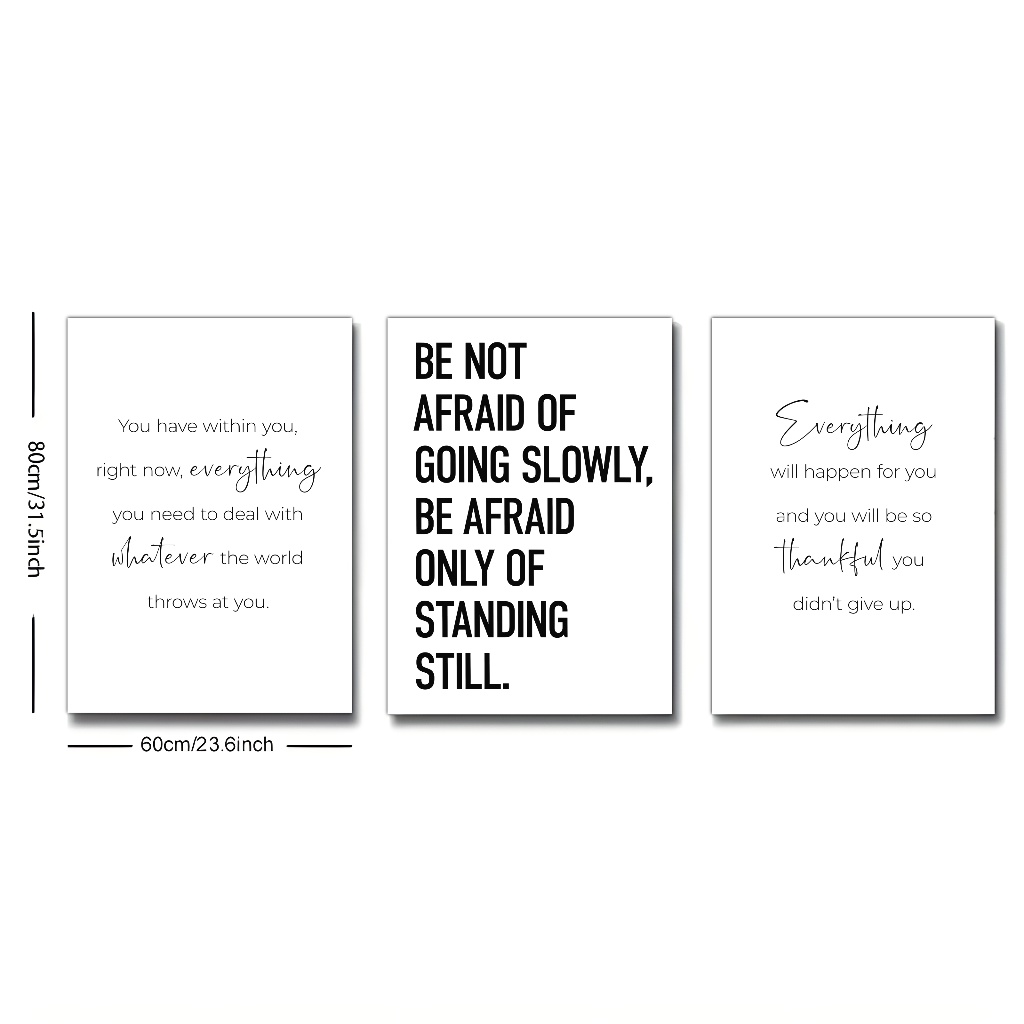 80cm/31.5inch
You have within you,
right now, everything
you need to deal with
whatever the world
throws at you.
60cm/23.6inch
BE NOT
AFRAID OF
GOING SLOWLY,
BE AFRAID
ONLY OF
STANDING
STILL.
Everything
will happen for you
and you will be so
thankful you
didn't give up.